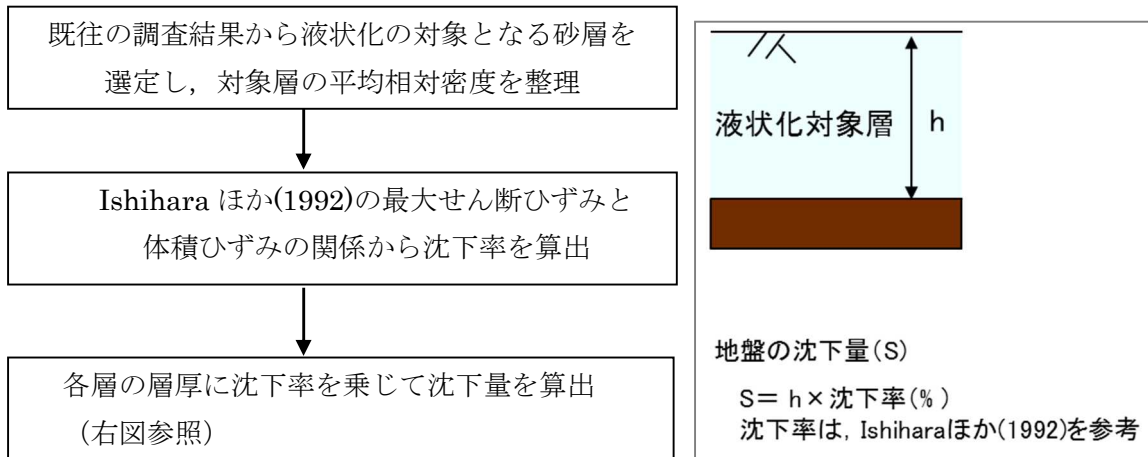 既往の調査結果から液状化の対象となる砂層を
選定し，対象層の平均相対密度を整理
Ishihara ほか(1992)の最大せん断ひずみと
体積ひずみの関係から沈下率を算出
各層の層厚に沈下率を乗じて沈下量を算出
（右図参照）
液状化対象層
h
地盤の沈下量(S)
S= h×沈下率(%)
沈下率は，Ishiharaほか(1992)を参考